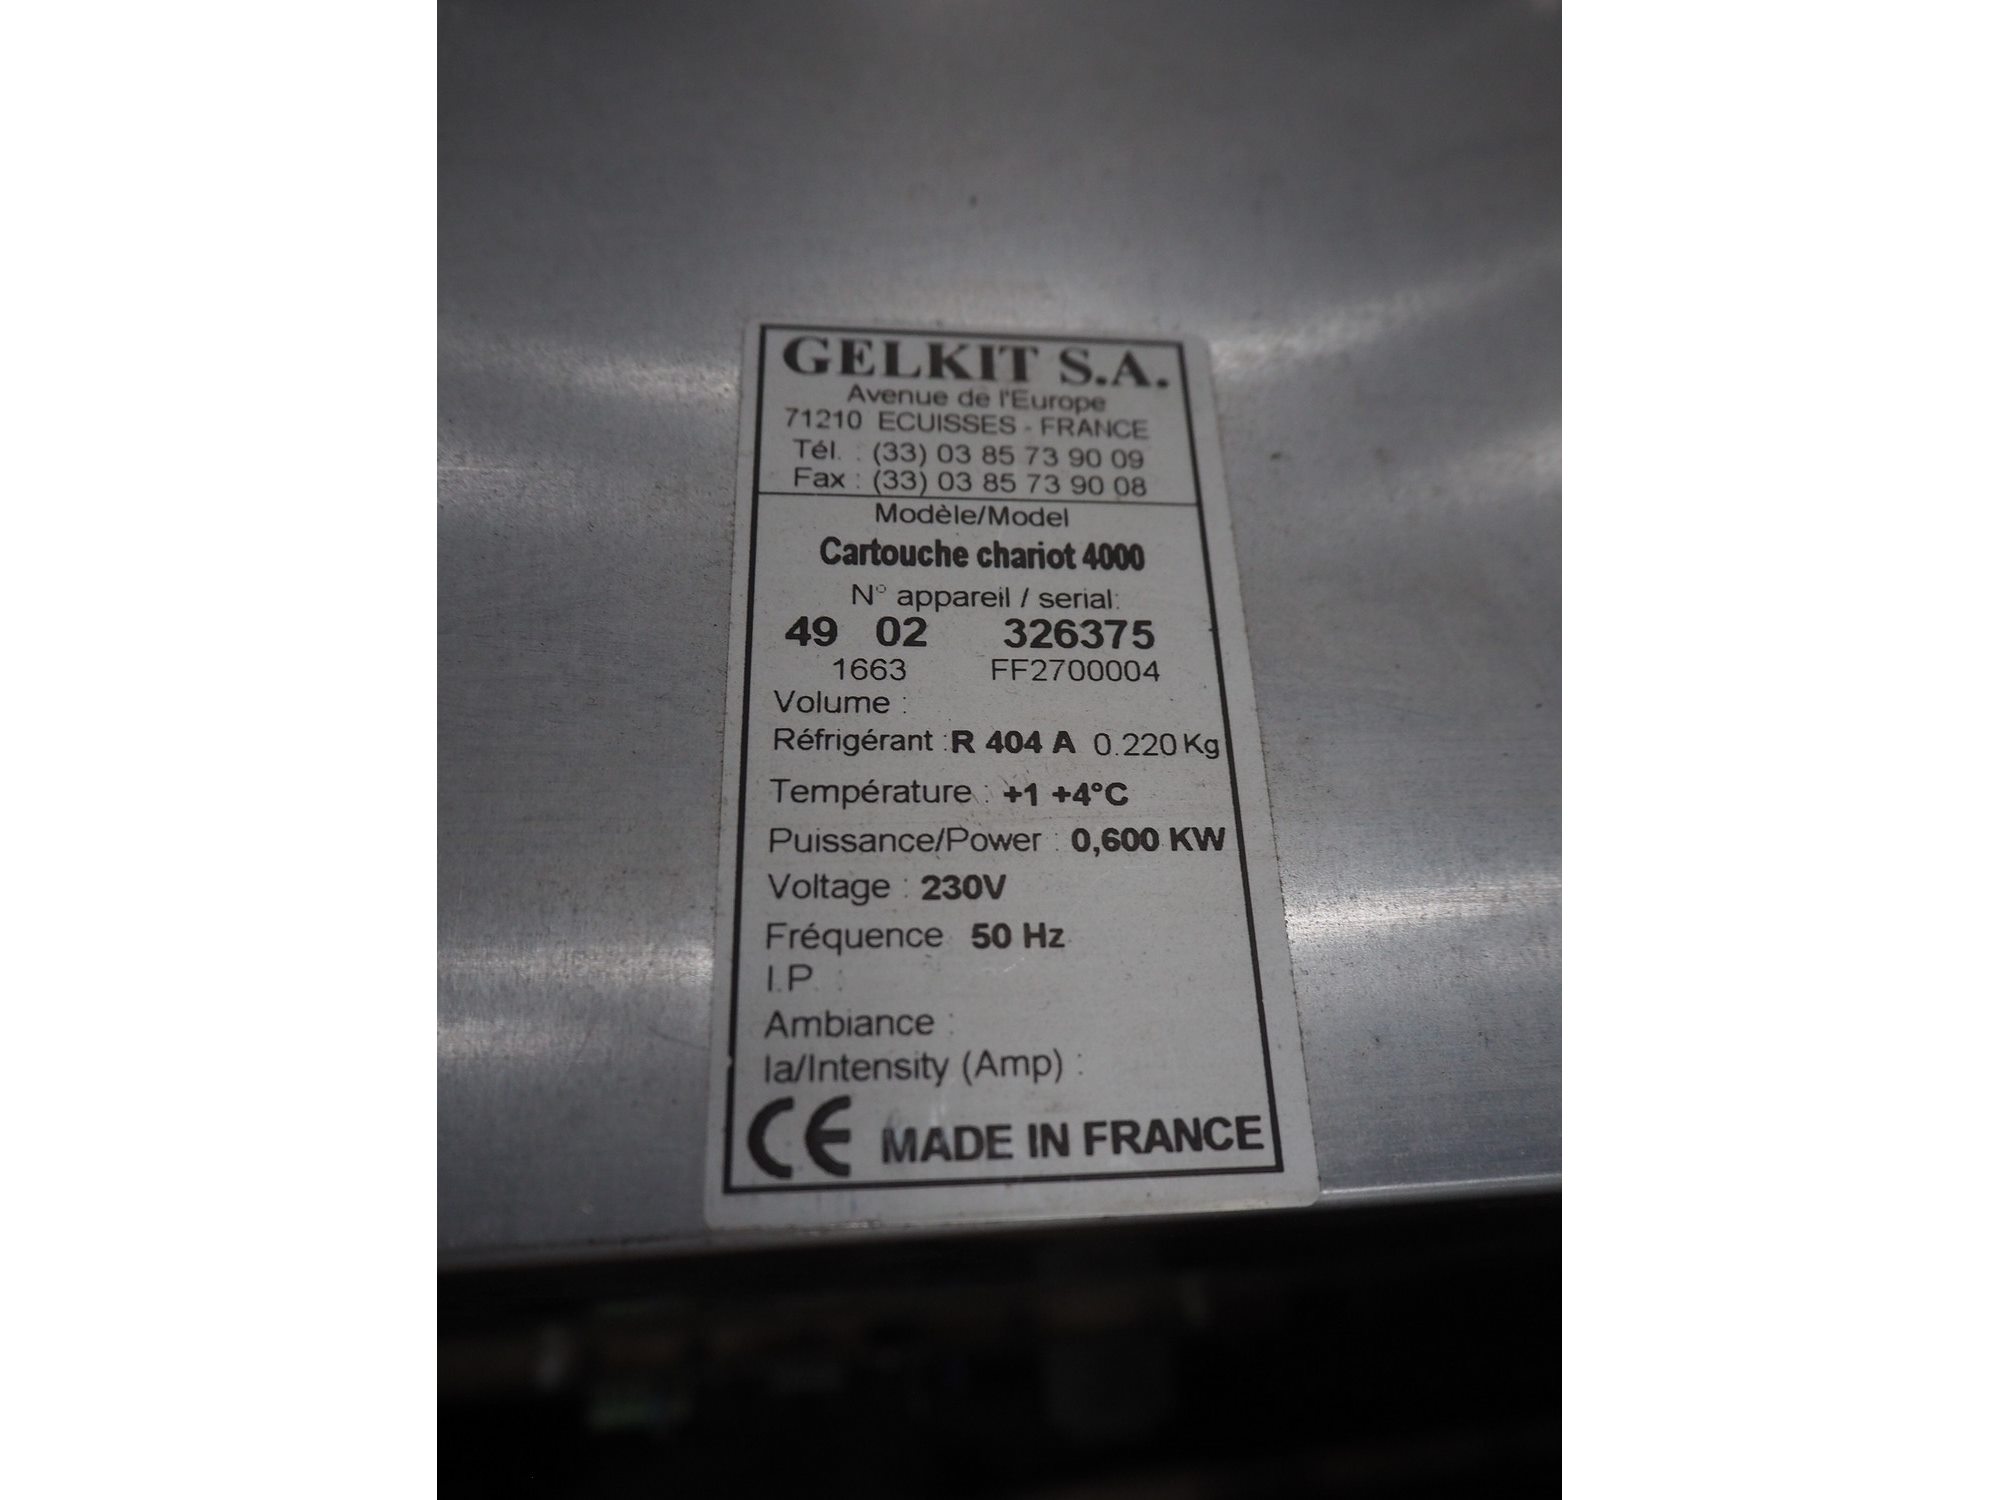 GELKIT S.A.
Avenue de l'Europe
71210 ECUISSES - FRANCE
Tél. : (33) 03 85 73 90 09
Fax : (33) 03 85 73 90 08
Modèle/Model
Cartouche chariot 4000
N° appareil / serial:
49 02 326375
1663 FF2700004
Volume :
Réfrigérant : R 404 A 0.220 Kg
Température : +1 +4°C
Puissance/Power : 0,600 KW
Voltage : 230V
Fréquence 50 Hz
I.P. :
Ambiance :
Ia/Intensity (Amp) :
CE MADE IN FRANCE